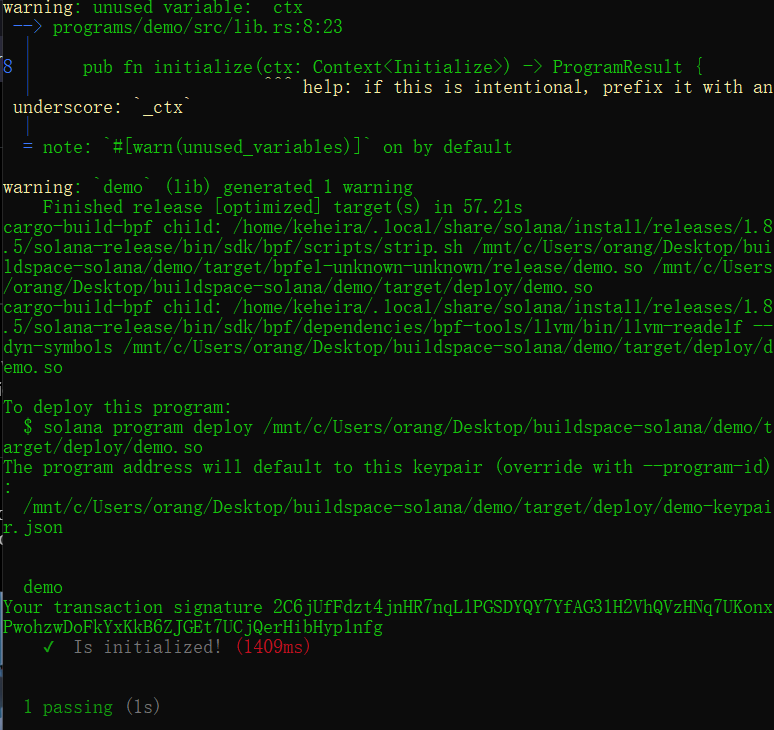 warning: unused variable: `ctx`
--> programs/demo/src/lib.rs:8:23
|
8 |     pub fn initialize(ctx: Context<Initialize>) -> ProgramResult {
|                       ^^^ help: if this is intentional, prefix it with an
underscore: `_ctx`
|
= note: `#[warn(unused_variables)]` on by default
warning: `demo` (lib) generated 1 warning
Finished release [optimized] target(s) in 57.21s
cargo-build-bpf child: /home/keheira/.local/share/solana/install/releases/1.8
.5/solana-release/bin/sdk/bpf/scripts/strip.sh /mnt/c/Users/orang/Desktop/bui
ldspace-solana/demo/target/bpfel-unknown-unknown/release/demo.so /mnt/c/Users
/orang/Desktop/buildspace-solana/demo/target/deploy/demo.so
cargo-build-bpf child: /home/keheira/.local/share/solana/install/releases/1.8
.5/solana-release/bin/sdk/bpf/dependencies/bpf-tools/llvm/bin/llvm-readelf --
dyn-symbols /mnt/c/Users/orang/Desktop/buildspace-solana/demo/target/deploy/d
emo.so
To deploy this program:
$ solana program deploy /mnt/c/Users/orang/Desktop/buildspace-solana/demo/t
arget/deploy/demo.so
The program address will default to this keypair (override with --program-id)
:
/mnt/c/Users/orang/Desktop/buildspace-solana/demo/target/deploy/demo-keypai
r.json
demo
Your transaction signature 2C6jUfFdzt4jnHR7nqL1PGSDYQY7YfAG31H2VhQVzHNq7UKonx
PwohzwDoFkYxKkB6ZJGEt7UCjQerHibHyp1nfg
✓ Is initialized! (1409ms)
1 passing (1s)